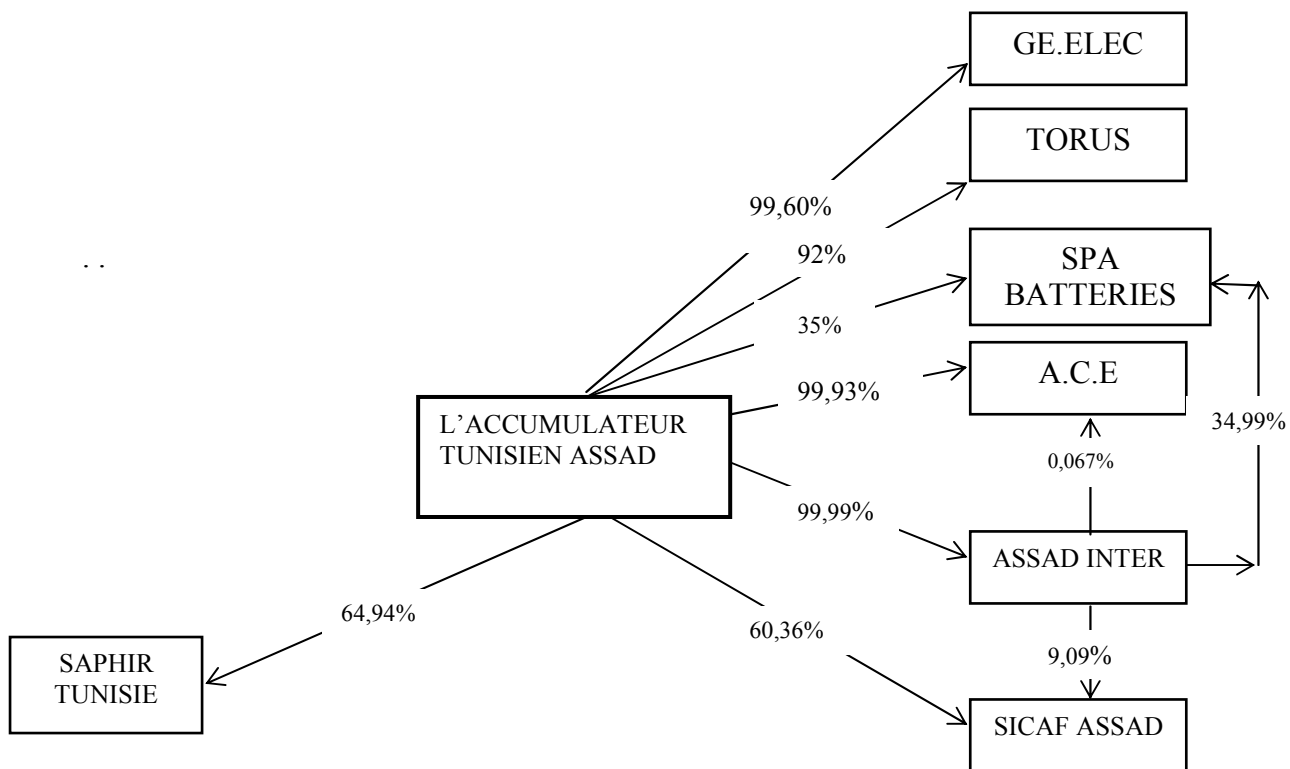 GE.ELEC
TORUS
99,60%
92%
. .
SPA
BATTERIES
35%
A.C.E
99,93%
34,99%
L’ACCUMULATEUR
TUNISIEN ASSAD
0,067%
99,99%
ASSAD INTER
64,94%
60,36%
9,09%
SAPHIR
TUNISIE
SICAF ASSAD